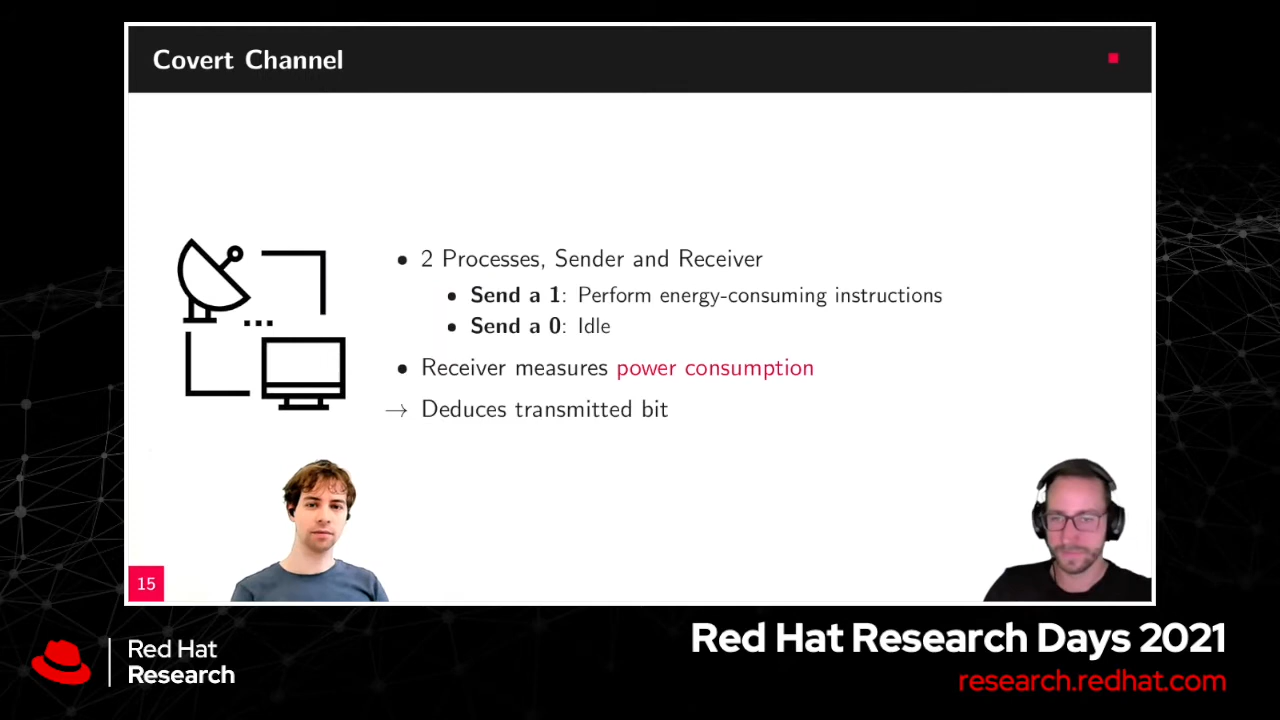 Covert Channel
• 2 Processes, Sender and Receiver
• Send a 1: Perform energy-consuming instructions
• Send a 0: Idle
• Receiver measures power consumption
→ Deduces transmitted bit
15
Red Hat
Research
Red Hat Research Days 2021
research.redhat.com